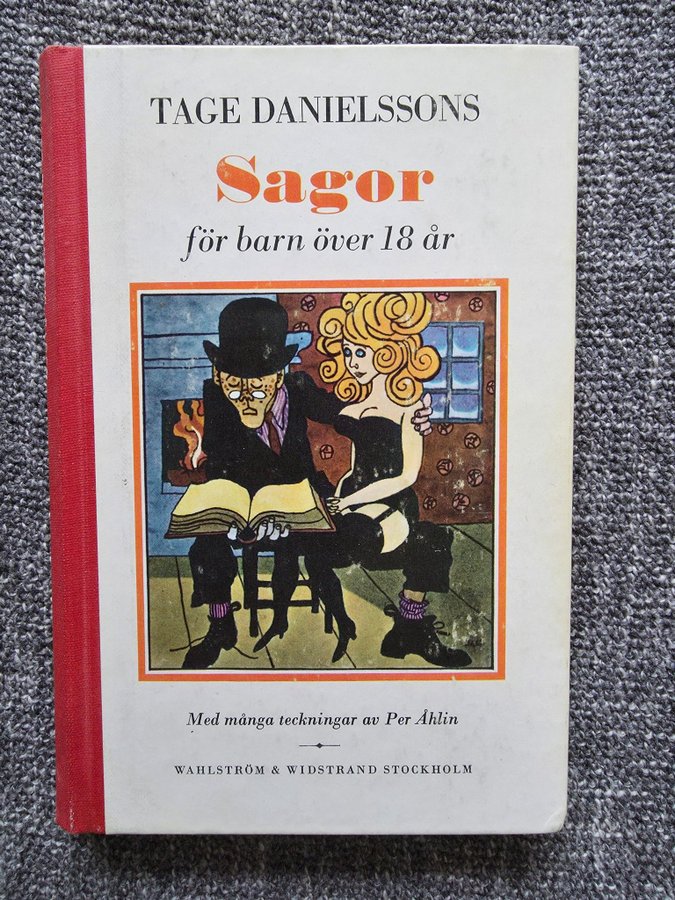 TAGE DANIELSSONS
Sagor
för barn över 18 år
Med många teckningar av Per Åhlin
WAHLSTRÖM & WIDSTRAND STOCKHOLM